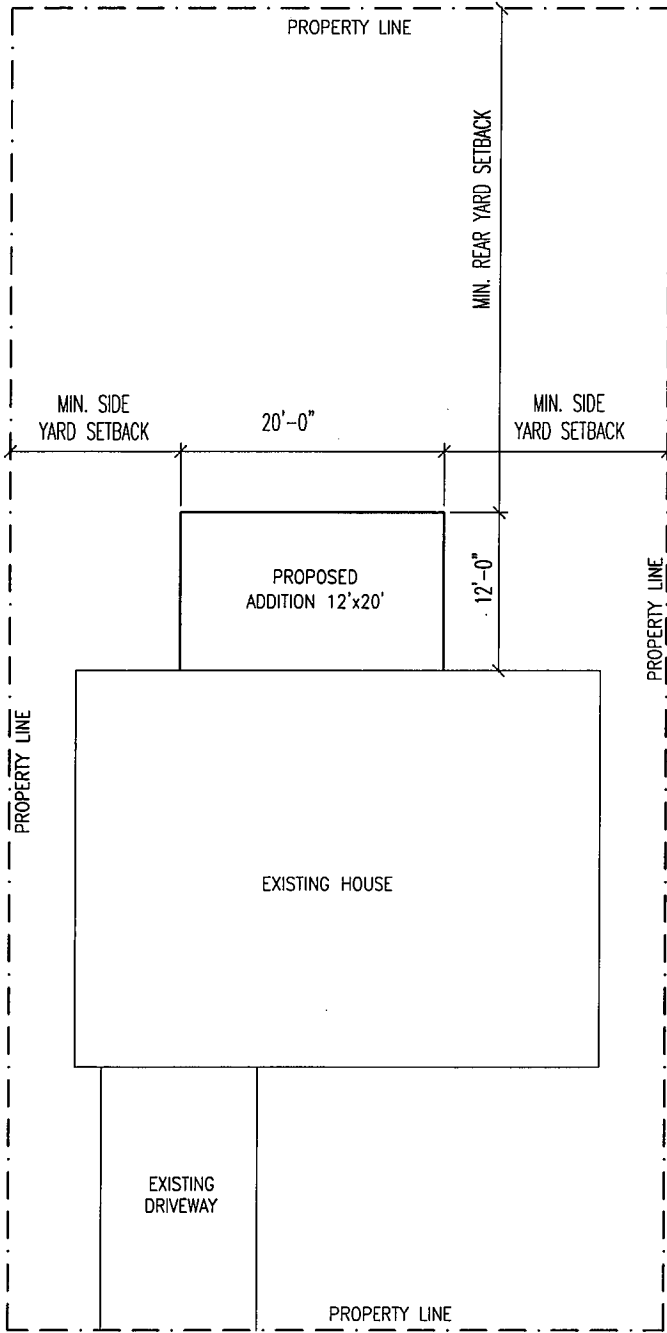 PROPERTY LINE
MIN. REAR YARD SETBACK
MIN. SIDE
YARD SETBACK
20'-0"
MIN. SIDE
YARD SETBACK
PROPOSED
ADDITION 12'x20'
12'-0"
PROPERTY LINE
PROPERTY LINE
EXISTING HOUSE
EXISTING
DRIVEWAY
PROPERTY LINE